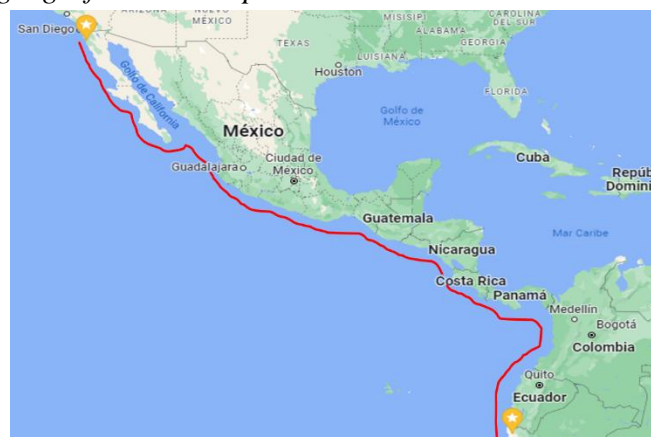 CAROLINA
DEL SUR
San Diego
NUEVO
MÉXICO
MISISIPI
ALABAMA
TEXAS
GEORGIA
LUISIANA
Houston
FLORIDA
Golfo de California
Golfo de
México
México
Cuba
Guadalajara
Ciudad de
México
Repúb
Dominic
Guatemala
Mar Caribe
Nicaragua
Costa Rica
Panamá
Medellín
Bogotá
Colombia
Quito
Ecuador